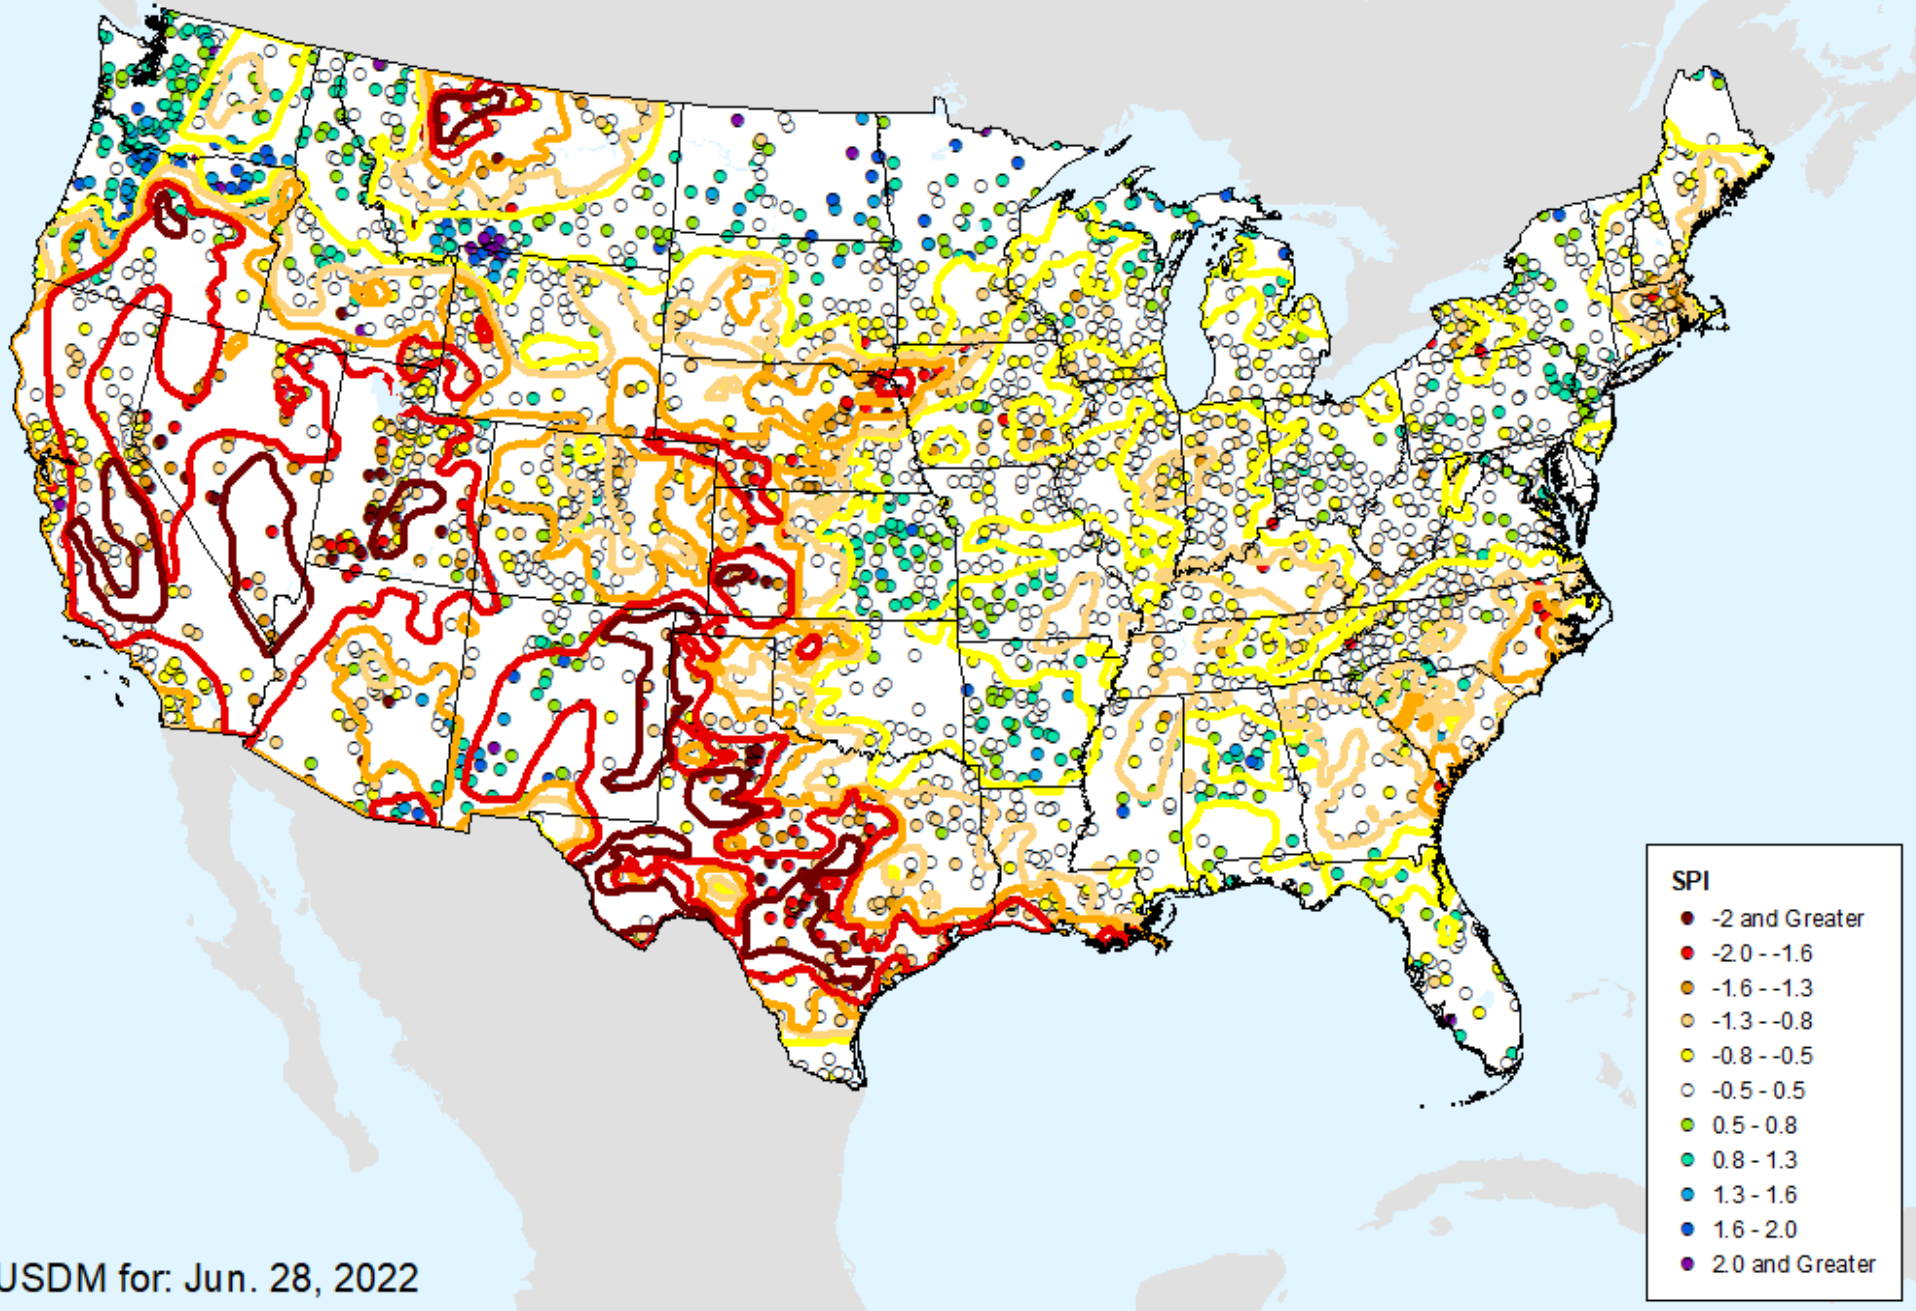 SPI
-2 and Greater
-2.0 - -1.6
-1.6 - -1.3
-1.3 - -0.8
-0.8 - -0.5
-0.5 - 0.5
0.5 - 0.8
0.8 - 1.3
1.3 - 1.6
1.6 - 2.0
2.0 and Greater
USDM for: Jun. 28, 2022